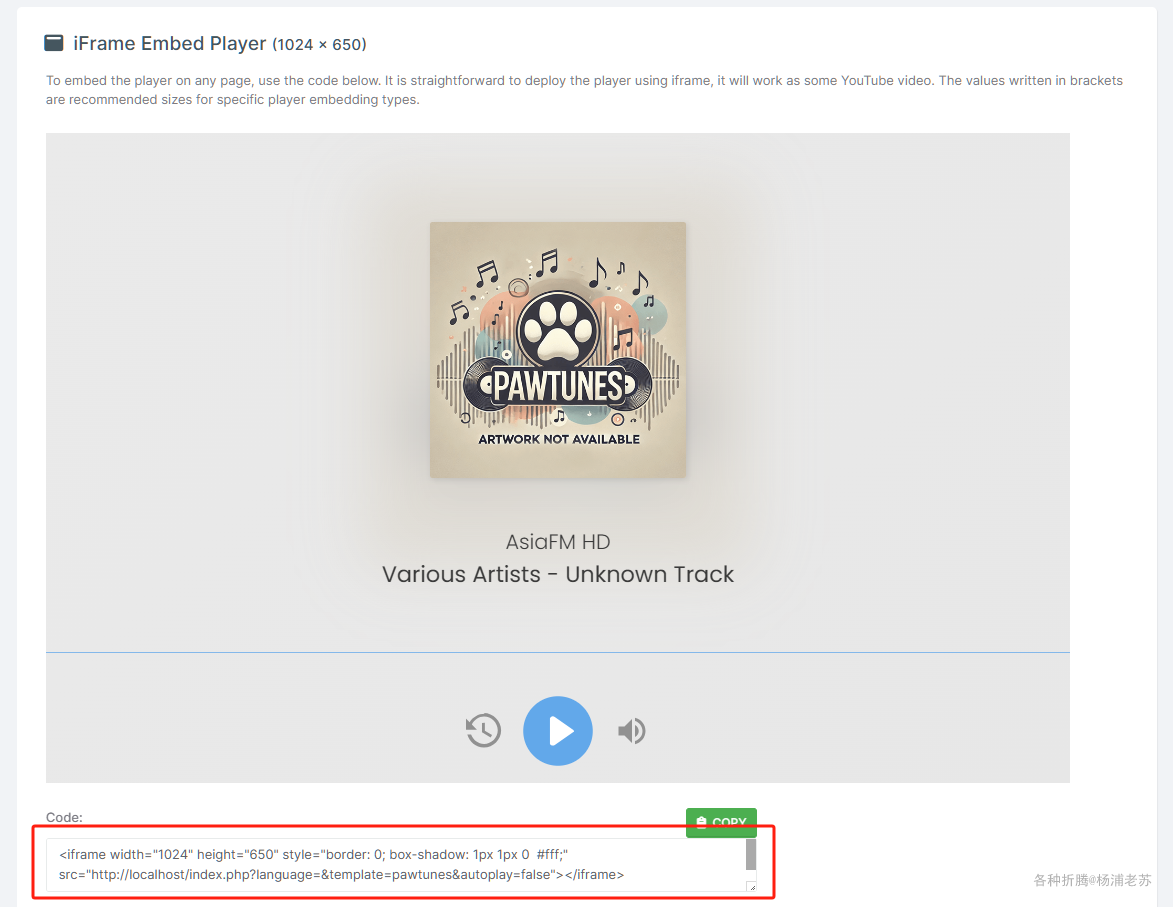 iFrame Embed Player (1024 × 650)
To embed the player on any page, use the code below. It is straightforward to deploy the player using iframe, it will work as some YouTube video. The values written in brackets
are recommended sizes for specific player embedding types.
PAWTUNES
ARTWORK NOT AVAILABLE
AsiaFM HD
Various Artists - Unknown Track
Code:
COPY
<iframe width="1024" height="650" style="border: 0; box-shadow: 1px 1px 0  #fff;"
src="http://localhost/index.php?language=&template=pawtunes&autoplay=false"></iframe>
各种折腾@杨浦老苏